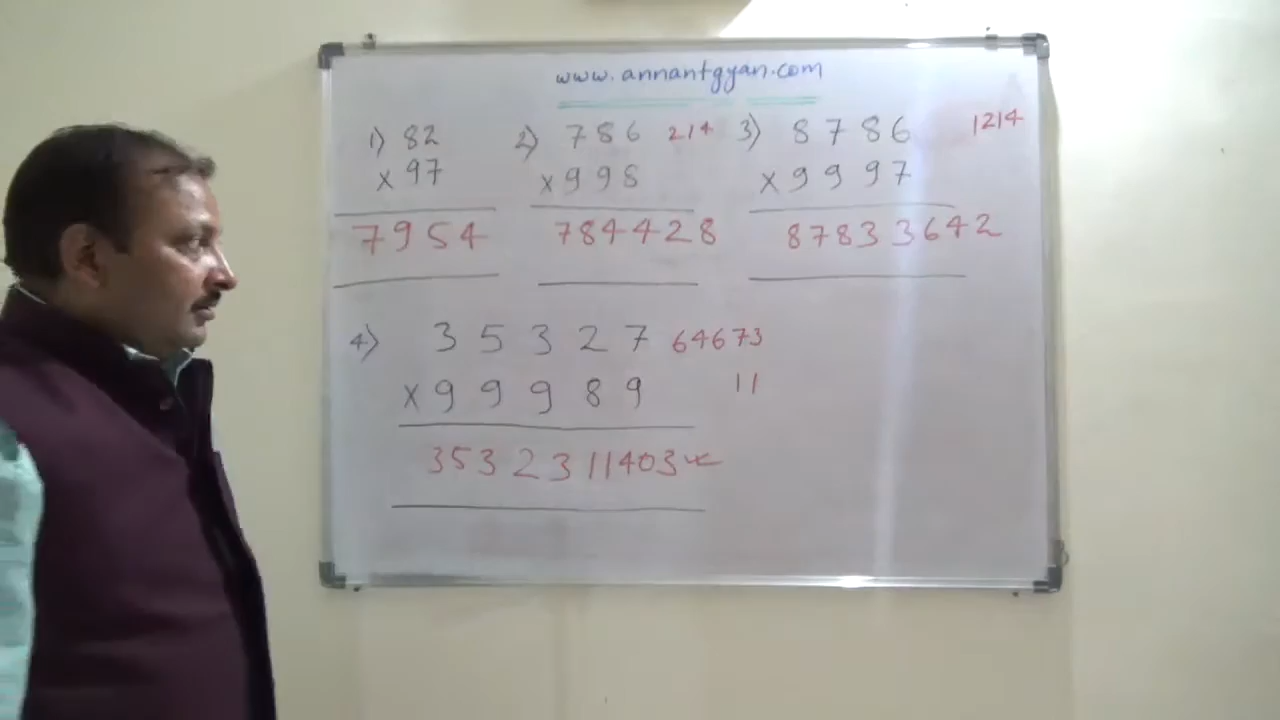 www.annantgyan.com
1) 82
x 97
7954
2) 786 214
x 998
784428
3) 8786 1214
x 9997
87833642
4) 35327 64673
x 99989 11
3532311403